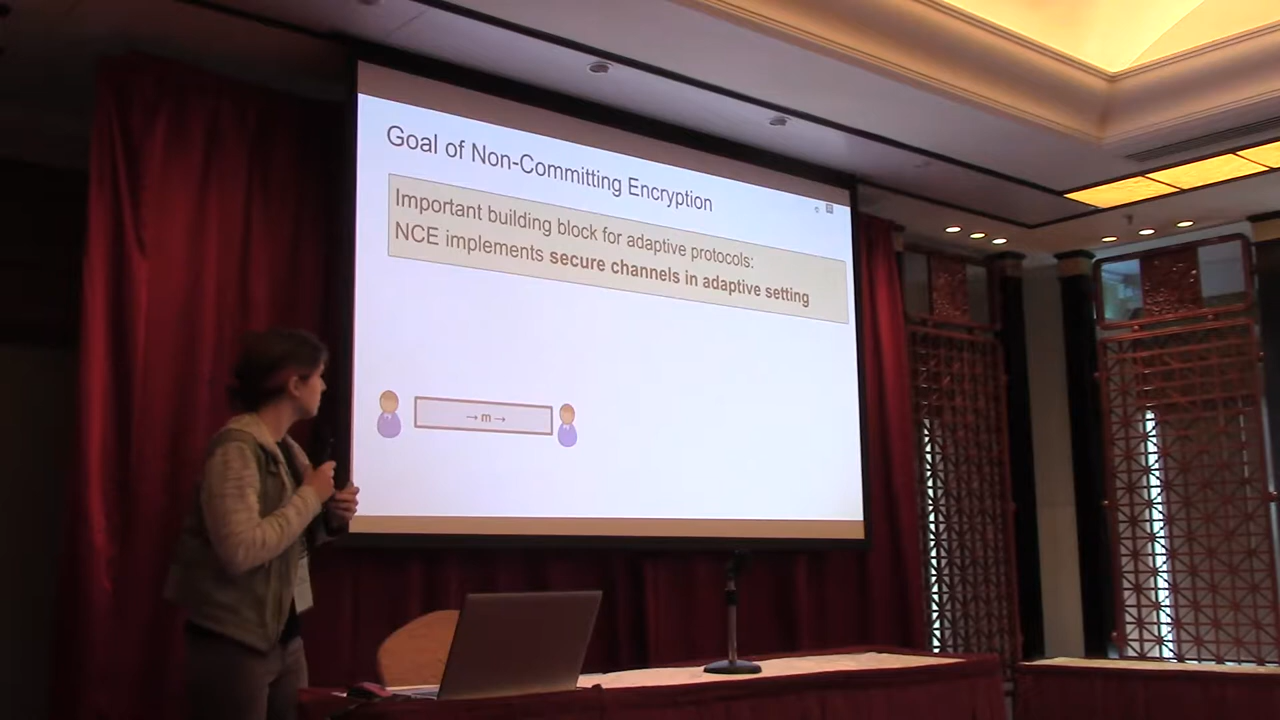 Goal of Non-Committing Encryption
Important building block for adaptive protocols:
NCE implements secure channels in adaptive setting
→ m →